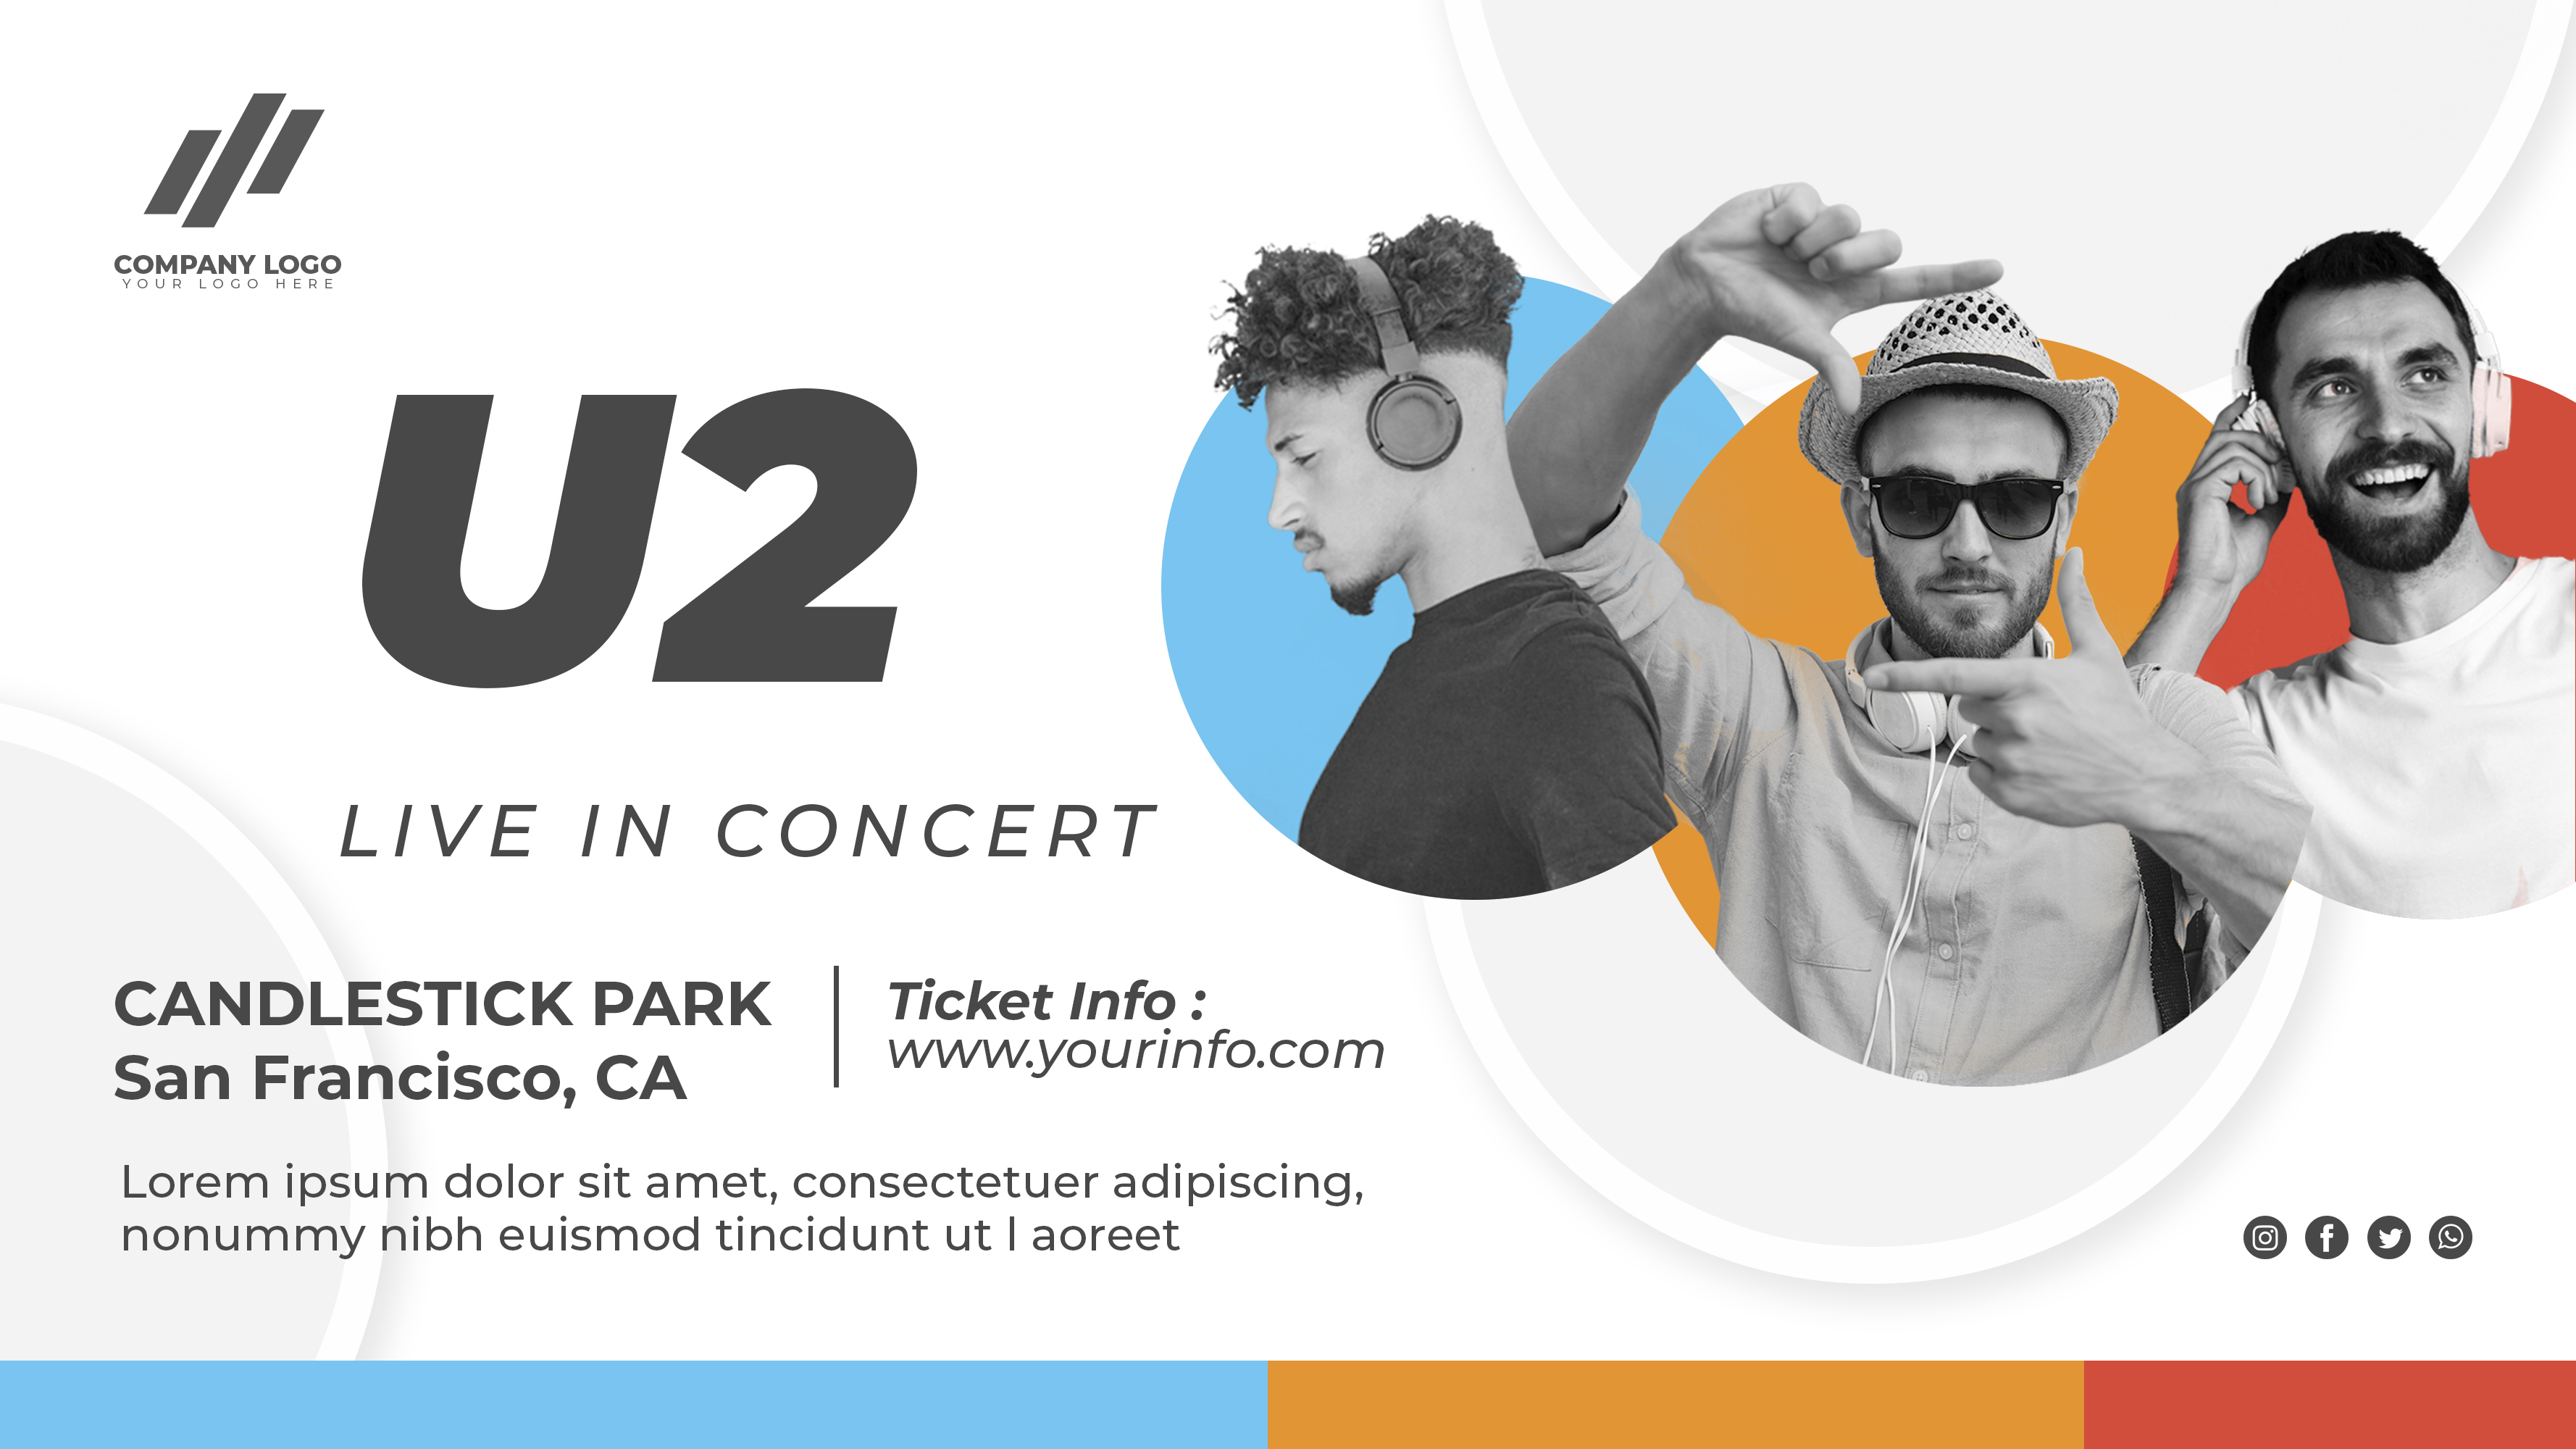 COMPANY LOGO
YOUR LOGO HERE
U2
LIVE IN CONCERT
CANDLESTICK PARK
San Francisco, CA
Ticket Info :
www.yourinfo.com
Lorem ipsum dolor sit amet, consectetuer adipiscing,
nonummy nibh euismod tincidunt ut l aoreet